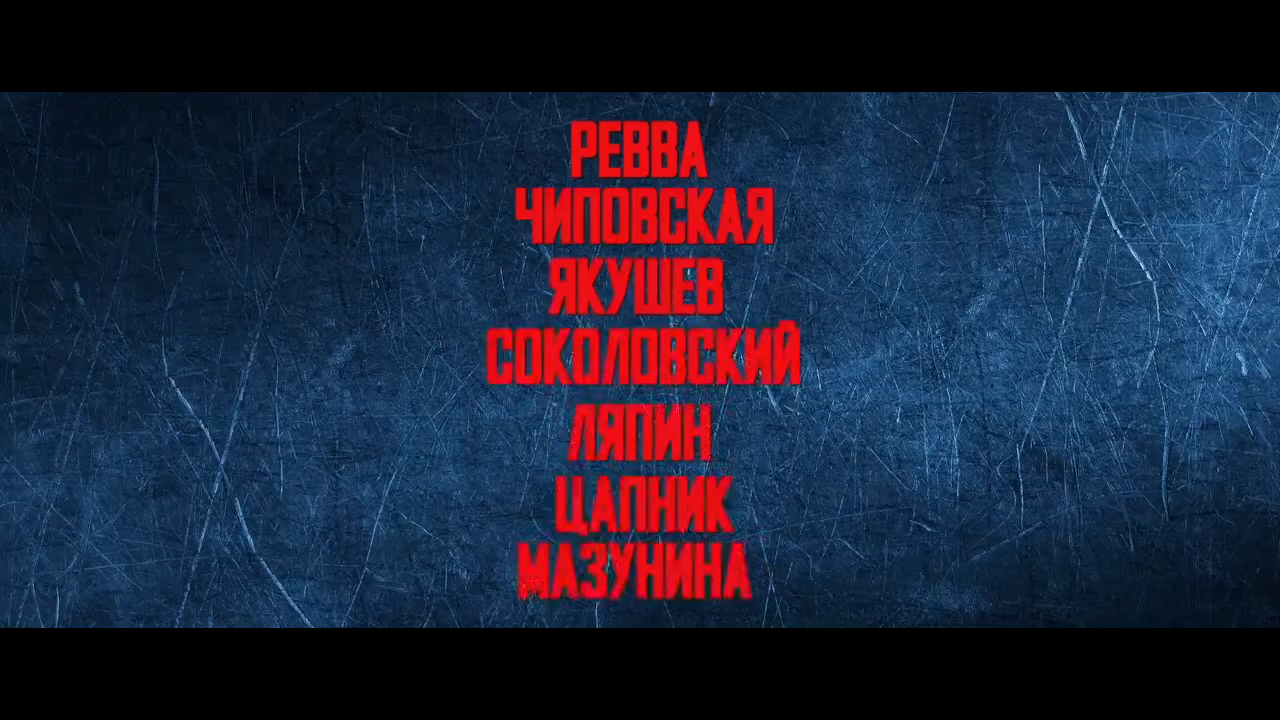 РЕВВА
ЧИПОВСКАЯ
ЯКУШЕВ
СОКОЛОВСКИЙ
ЛЯПИН
ЦАПНИК
МАЗУНИНА